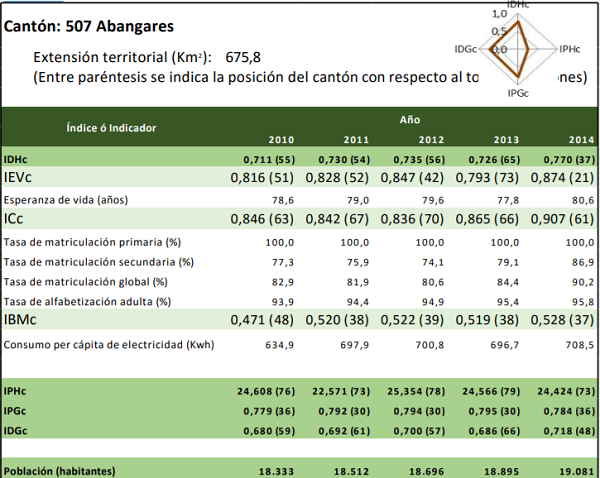 IDHc
Cantón: 507 Abangares
1,0
0,5
0,0
IDGc
IPHc
IPGc
Extensión territorial (Km²): 675,8
(Entre paréntesis se indica la posición del cantón con respecto al to ones)
Índice ó Indicador Año
2010 2011 2012 2013 2014
IDHc 0,711 (55) 0,730 (54) 0,735 (56) 0,726 (65) 0,770 (37)
IEVc 0,816 (51) 0,828 (52) 0,847 (42) 0,793 (73) 0,874 (21)
Esperanza de vida (años) 78,6 79,0 79,6 77,8 80,6
ICc 0,846 (63) 0,842 (67) 0,836 (70) 0,865 (66) 0,907 (61)
Tasa de matriculación primaria (%) 100,0 100,0 100,0 100,0 100,0
Tasa de matriculación secundaria (%) 77,3 75,9 74,1 79,1 86,9
Tasa de matriculación global (%) 82,9 81,9 80,6 84,4 90,2
Tasa de alfabetización adulta (%) 93,9 94,4 94,9 95,4 95,8
IBMc 0,471 (48) 0,520 (38) 0,522 (39) 0,519 (38) 0,528 (37)
Consumo per cápita de electricidad (Kwh) 634,9 697,9 700,8 696,7 708,5
IPHc 24,608 (76) 22,571 (73) 25,354 (78) 24,566 (79) 24,424 (73)
IPGc 0,779 (36) 0,792 (30) 0,794 (30) 0,795 (30) 0,784 (36)
IDGc 0,680 (59) 0,692 (61) 0,700 (57) 0,686 (66) 0,718 (48)
Población (habitantes) 18.333 18.512 18.696 18.895 19.081